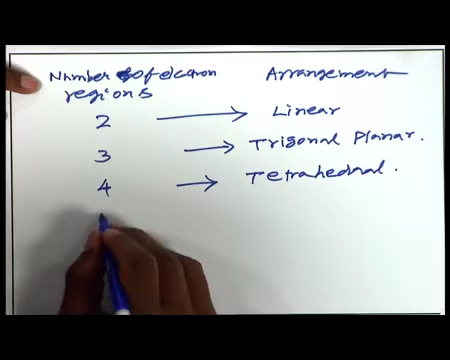 Number of electron Arrangement
regions
2 → Linear
3 → Trigonal Planar.
4 → Tetrahedral.